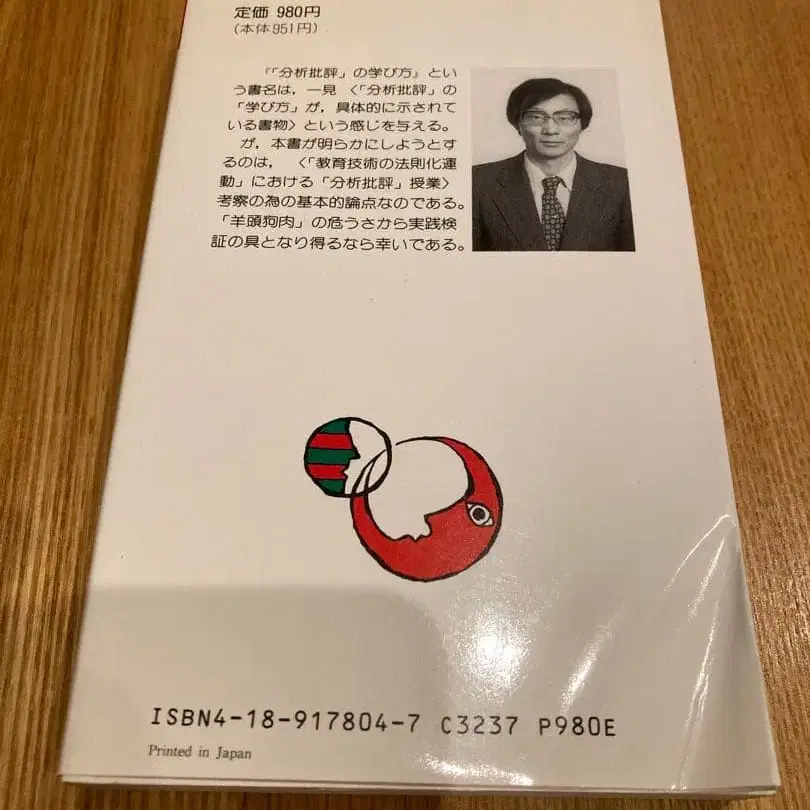 定価 980円
(本体951円)
『「分析批評」の学び方』とい
う書名は，一見〈「分析批評」の
「学び方」が，具体的に示されて
いる書物〉という感じを与える。
が，本書が明らかにしようとす
るのは，〈「教育技術の法則化運
動」における「分析批評」授業〉
考察の為の基本的論点なのである。
「羊頭狗肉」の危うさから実践検
証の具となり得るなら幸いである。
ISBN4-18-917804-7 C3237 P980E
Printed in Japan